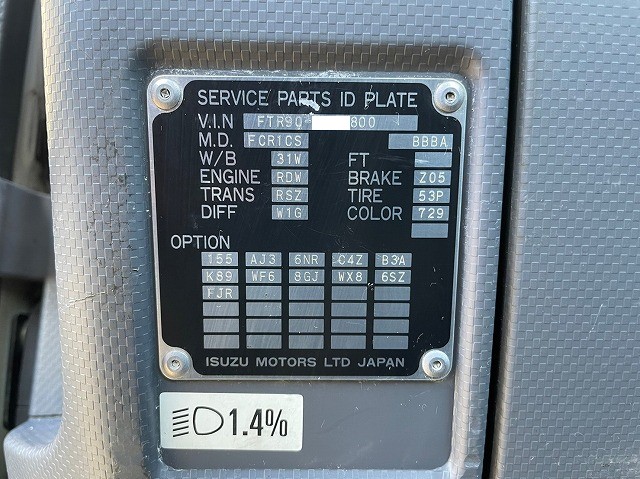 SERVICE PARTS ID PLATE
V.I.N FTR90 800
M.D. FCR1CS BBBA
W/B 31W FT
ENGINE RDW BRAKE Z05
TRANS RSZ TIRE 53P
DIFF W1G COLOR 729
OPTION
155 AJ3 6NR C4Z B3A
K89 WF6 8GJ WX8 6SZ
FJR
ISUZU MOTORS LTD JAPAN
1.4%